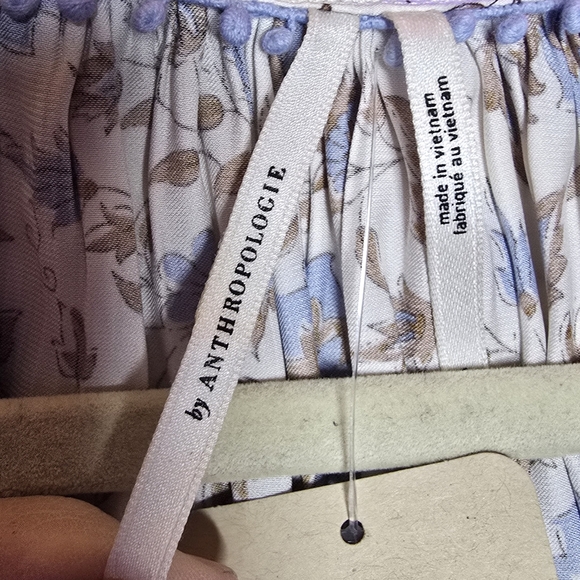 by ANTHROPOLOGIE
made in vietnam
fabriqué au vietnam